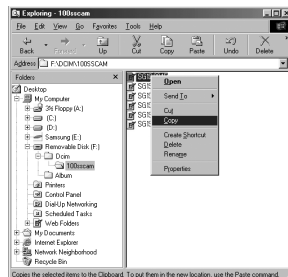 Exploring - 100sscam
File Edit View Go Favorites Tools Help
Back Forward Up Cut Copy Paste Undo Delete
Address F:\DCIM\100SSCAM
Folders
Desktop
My Computer
3½ Floppy (A:)
(C:)
(D:)
Samsung (E:)
Removable Disk (F:)
Dcim
100sscam
Album
Printers
Control Panel
Dial-Up Networking
Scheduled Tasks
Web Folders
My Documents
Internet Explorer
Network Neighborhood
Recycle Bin
Open
Send To
Cut
Copy
Create Shortcut
Delete
Rename
Properties
Copies the selected items to the Clipboard. To put them in the new location, use the Paste command.